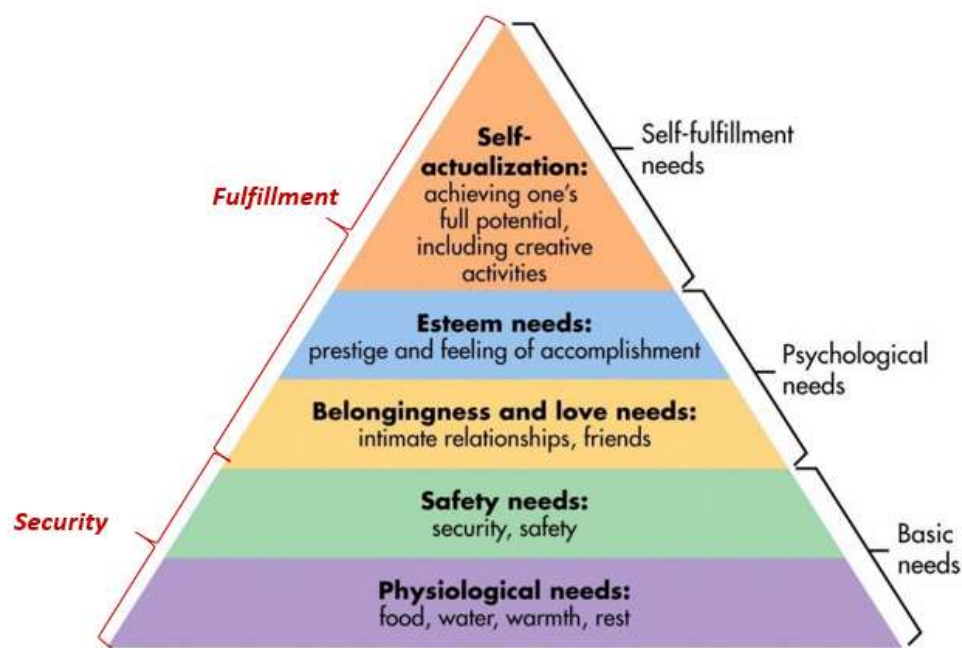 Self-
actualization:
achieving one's
full potential,
including creative
activities
Self-fulfillment
needs
Fulfillment
Esteem needs:
prestige and feeling of accomplishment
Psychological
needs
Belongingness and love needs:
intimate relationships, friends
Safety needs:
security, safety
Security
Basic
needs
Physiological needs:
food, water, warmth, rest